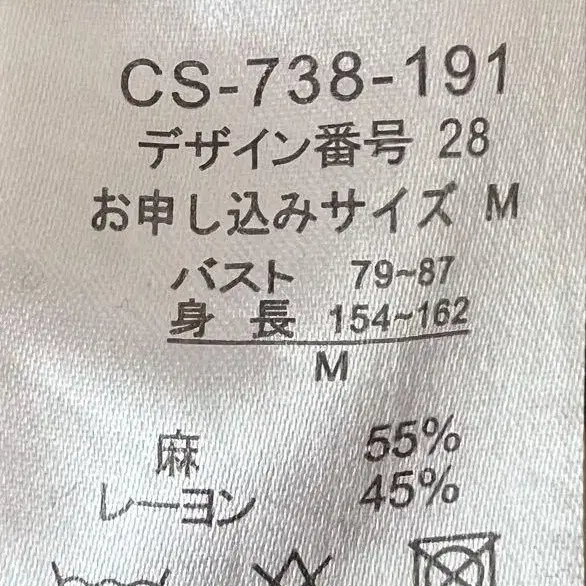 CS-738-191
デザイン番号 28
お申し込みサイズ M
バスト 79~87
身 長 154~162
M
麻 55%
レーヨン 45%